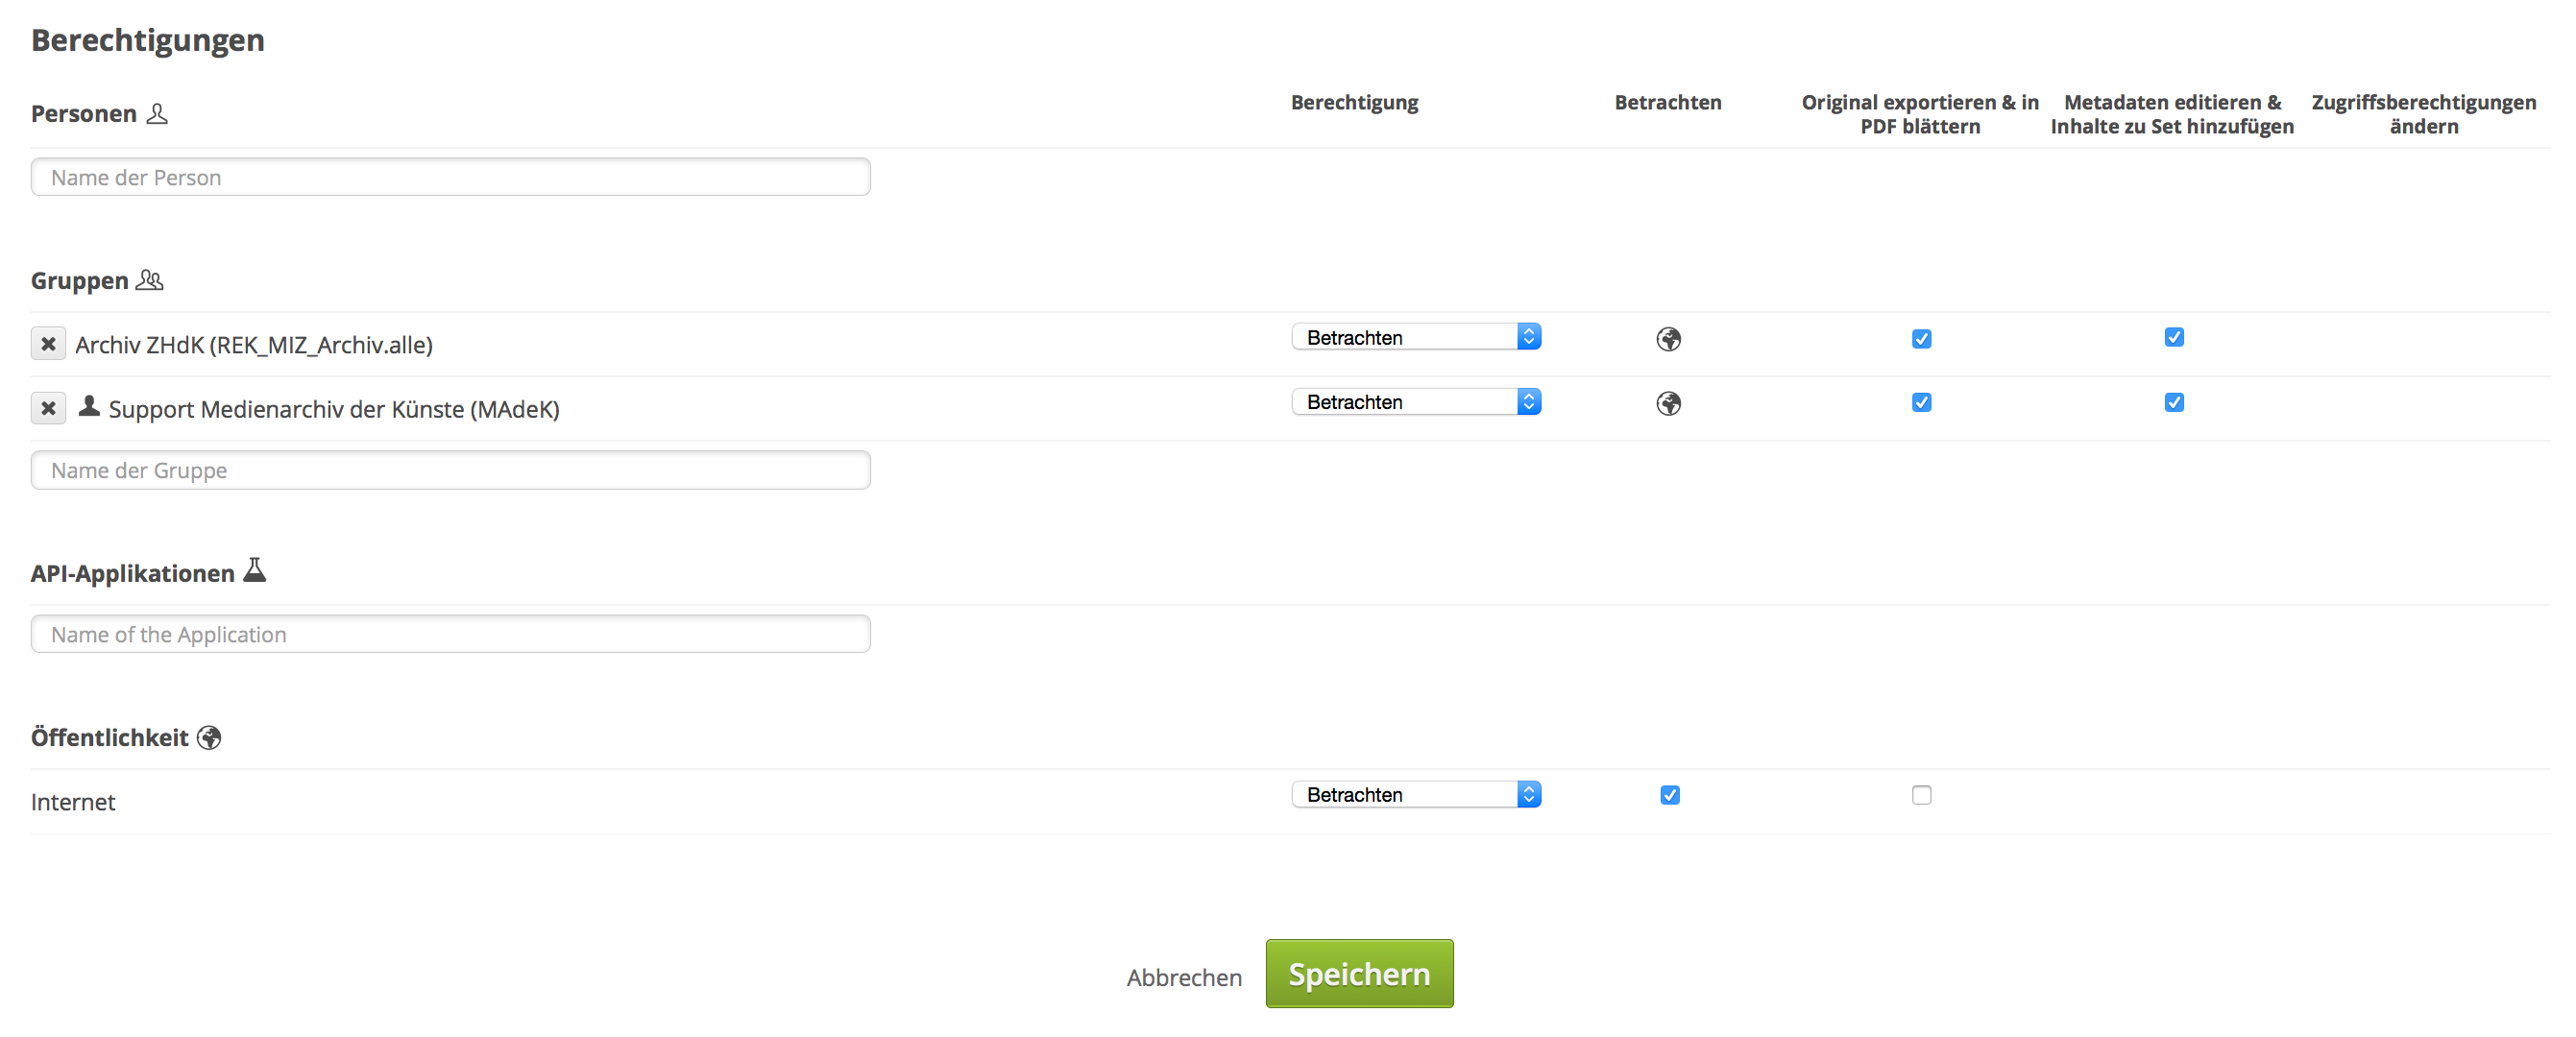 Berechtigungen
Personen Berechtigung Betrachten Original exportieren & in Metadaten editieren & Zugriffsberechtigungen
PDF blättern Inhalte zu Set hinzufügen ändern
Name der Person
Gruppen
Archiv ZHdK (REK_MIZ_Archiv.alle) Betrachten
Support Medienarchiv der Künste (MAdeK) Betrachten
Name der Gruppe
API-Applikationen
Name of the Application
Öffentlichkeit
Internet Betrachten
Abbrechen Speichern